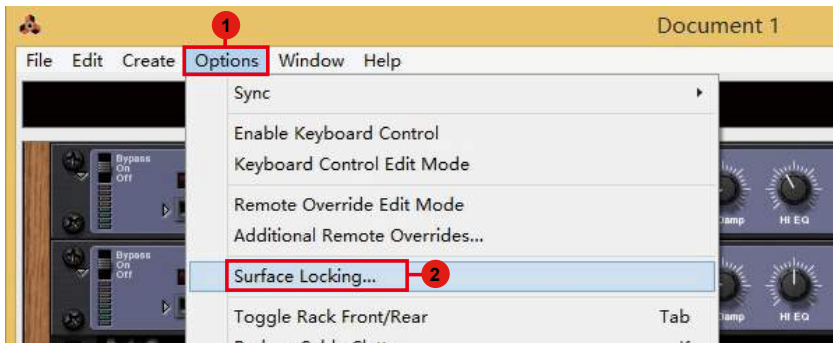 1
Document 1
File Edit Create Options Window Help
Sync
Enable Keyboard Control
Keyboard Control Edit Mode
Remote Override Edit Mode
Additional Remote Overrides...
Surface Locking... 2
Toggle Rack Front/Rear Tab
Bypass
On
Off
HI EQ
Bypass
On
Off
HI EQ